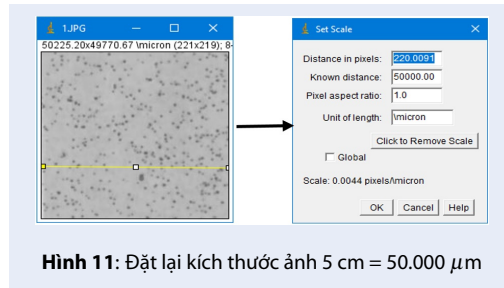 1.JPG
50225.20x49770.67 \micron (221x219); 8-
Set Scale
Distance in pixels: 220.0091
Known distance: 50000.00
Pixel aspect ratio: 1.0
Unit of length: \micron
Click to Remove Scale
Global
Scale: 0.0044 pixels/\micron
OK Cancel Help
Hình 11: Đặt lại kích thước ảnh 5 cm = 50.000 μm